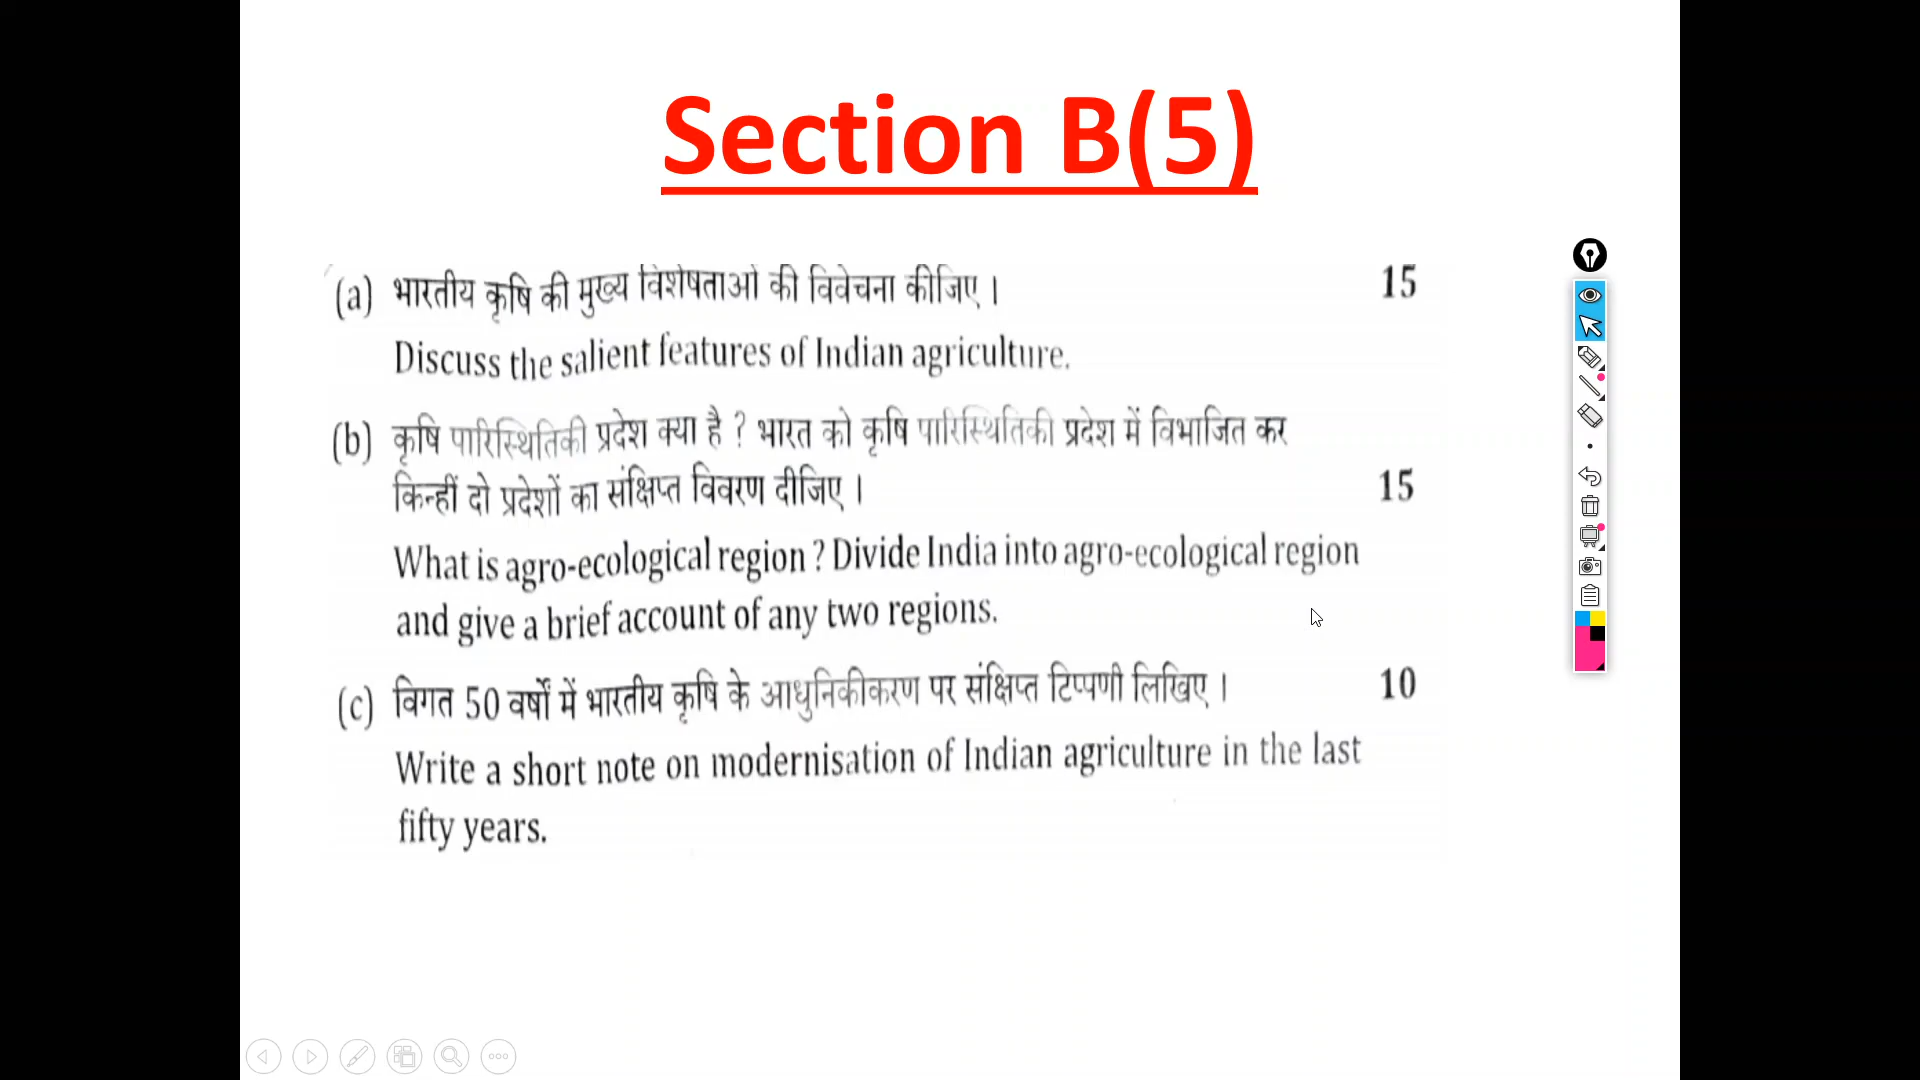 Section B(5)
(a) भारतीय कृषि की मुख्य विशेषताओं की विवेचना कीजिए । 15
Discuss the salient features of Indian agriculture.
(b) कृषि पारिस्थितिकी प्रदेश क्या है ? भारत को कृषि पारिस्थितिकी प्रदेश में विभाजित कर
किन्हीं दो प्रदेशों का संक्षिप्त विवरण दीजिए । 15
What is agro-ecological region ? Divide India into agro-ecological region
and give a brief account of any two regions.
(c) विगत 50 वर्षों में भारतीय कृषि के आधुनिकीकरण पर संक्षिप्त टिप्पणी लिखिए । 10
Write a short note on modernisation of Indian agriculture in the last
fifty years.